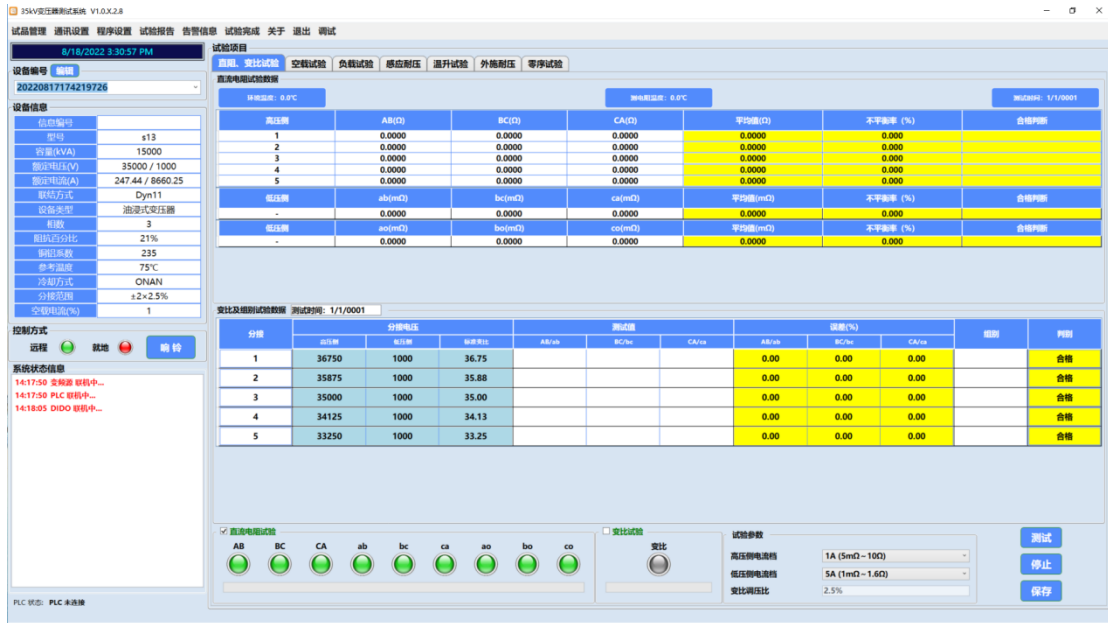 35kV变压器测试系统 V1.0.X.2.8
试品管理 通讯设置 程序设置 试验报告 告警信息 试验完成 关于 退出 调试
8/18/2022 3:30:57 PM
设备编号 编辑
20220817174219726
设备信息
信息编号
型号 s13
容量(kVA) 15000
额定电压(V) 35000 / 1000
额定电流(A) 247.44 / 8660.25
联结方式 Dyn11
设备类型 油浸式变压器
相数 3
阻抗百分比 21%
铜铝系数 235
参考温度 75℃
冷却方式 ONAN
分接范围 ±2×2.5%
空载电流(%) 1
控制方式
远程 就地 响铃
系统状态信息
14:17:50 变频源 联机中...
14:17:50 PLC 联机中...
14:18:05 DIDO 联机中...
PLC 状态: PLC 未连接
试验项目
直阻、变比试验 空载试验 负载试验 感应耐压 温升试验 外施耐压 零序试验
直流电阻试验数据
环境温度: 0.0℃ 测电阻温度: 0.0℃ 测试时间: 1/1/0001
高压侧 AB(Ω) BC(Ω) CA(Ω) 平均值(Ω) 不平衡率 (%) 合格判断
1 0.0000 0.0000 0.0000 0.0000 0.000
2 0.0000 0.0000 0.0000 0.0000 0.000
3 0.0000 0.0000 0.0000 0.0000 0.000
4 0.0000 0.0000 0.0000 0.0000 0.000
5 0.0000 0.0000 0.0000 0.0000 0.000
低压侧 ab(mΩ) bc(mΩ) ca(mΩ) 平均值(mΩ) 不平衡率 (%) 合格判断
- 0.0000 0.0000 0.0000 0.0000 0.000
低压侧 ao(mΩ) bo(mΩ) co(mΩ) 平均值(mΩ) 不平衡率 (%) 合格判断
- 0.0000 0.0000 0.0000 0.0000 0.000
变比及组别试验数据 测试时间: 1/1/0001
分接 分接电压 测试值 误差(%) 组别 判别
高压侧 低压侧 标准变比 AB/ab BC/bc CA/ca AB/ab BC/bc CA/ca
1 36750 1000 36.75 0.00 0.00 0.00 合格
2 35875 1000 35.88 0.00 0.00 0.00 合格
3 35000 1000 35.00 0.00 0.00 0.00 合格
4 34125 1000 34.13 0.00 0.00 0.00 合格
5 33250 1000 33.25 0.00 0.00 0.00 合格
直流电阻试验
AB BC CA ab bc ca ao bo co
变比试验
变比
试验参数
高压侧电流档 1A (5mΩ~10Ω)
低压侧电流档 5A (1mΩ~1.6Ω)
变比调压比 2.5%
测试
停止
保存